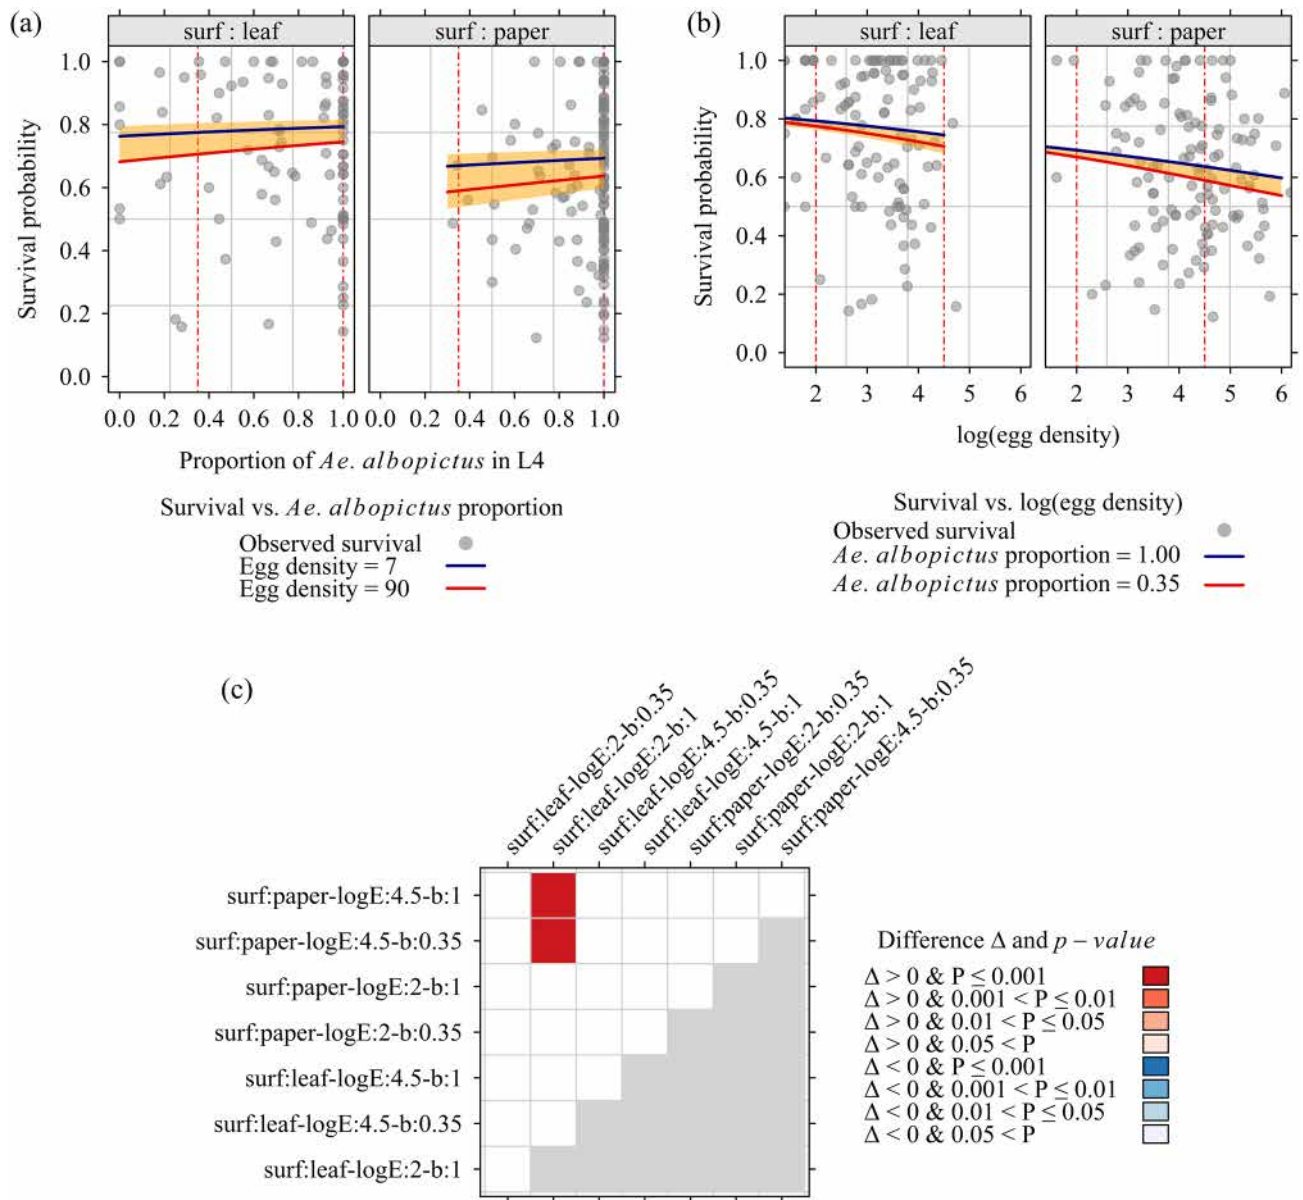 (a)
surf : leaf
surf : paper
Survival probability
1.0
0.8
0.6
0.4
0.2
0.0
0.0 0.2 0.4 0.6 0.8 1.0
0.0 0.2 0.4 0.6 0.8 1.0
Proportion of Ae. albopictus in L4
Survival vs. Ae. albopictus proportion
Observed survival
Egg density = 7
Egg density = 90
(b)
surf : leaf
surf : paper
Survival probability
1.0
0.8
0.6
0.4
0.2
0.0
2 3 4 5 6
2 3 4 5 6
log(egg density)
Survival vs. log(egg density)
Observed survival
Ae. albopictus proportion = 1.00
Ae. albopictus proportion = 0.35
(c)
surf:leaf-logE:2-b:0.35
surf:leaf-logE:2-b:1
surf:leaf-logE:4.5-b:0.35
surf:leaf-logE:4.5-b:1
surf:paper-logE:2-b:0.35
surf:paper-logE:2-b:1
surf:paper-logE:4.5-b:0.35
surf:paper-logE:4.5-b:1
surf:paper-logE:4.5-b:0.35
surf:paper-logE:2-b:1
surf:paper-logE:2-b:0.35
surf:leaf-logE:4.5-b:1
surf:leaf-logE:4.5-b:0.35
surf:leaf-logE:2-b:1
Difference Δ and p – value
Δ > 0 & P ≤ 0.001
Δ > 0 & 0.001 < P ≤ 0.01
Δ > 0 & 0.01 < P ≤ 0.05
Δ > 0 & 0.05 < P
Δ < 0 & P ≤ 0.001
Δ < 0 & 0.001 < P ≤ 0.01
Δ < 0 & 0.01 < P ≤ 0.05
Δ < 0 & 0.05 < P